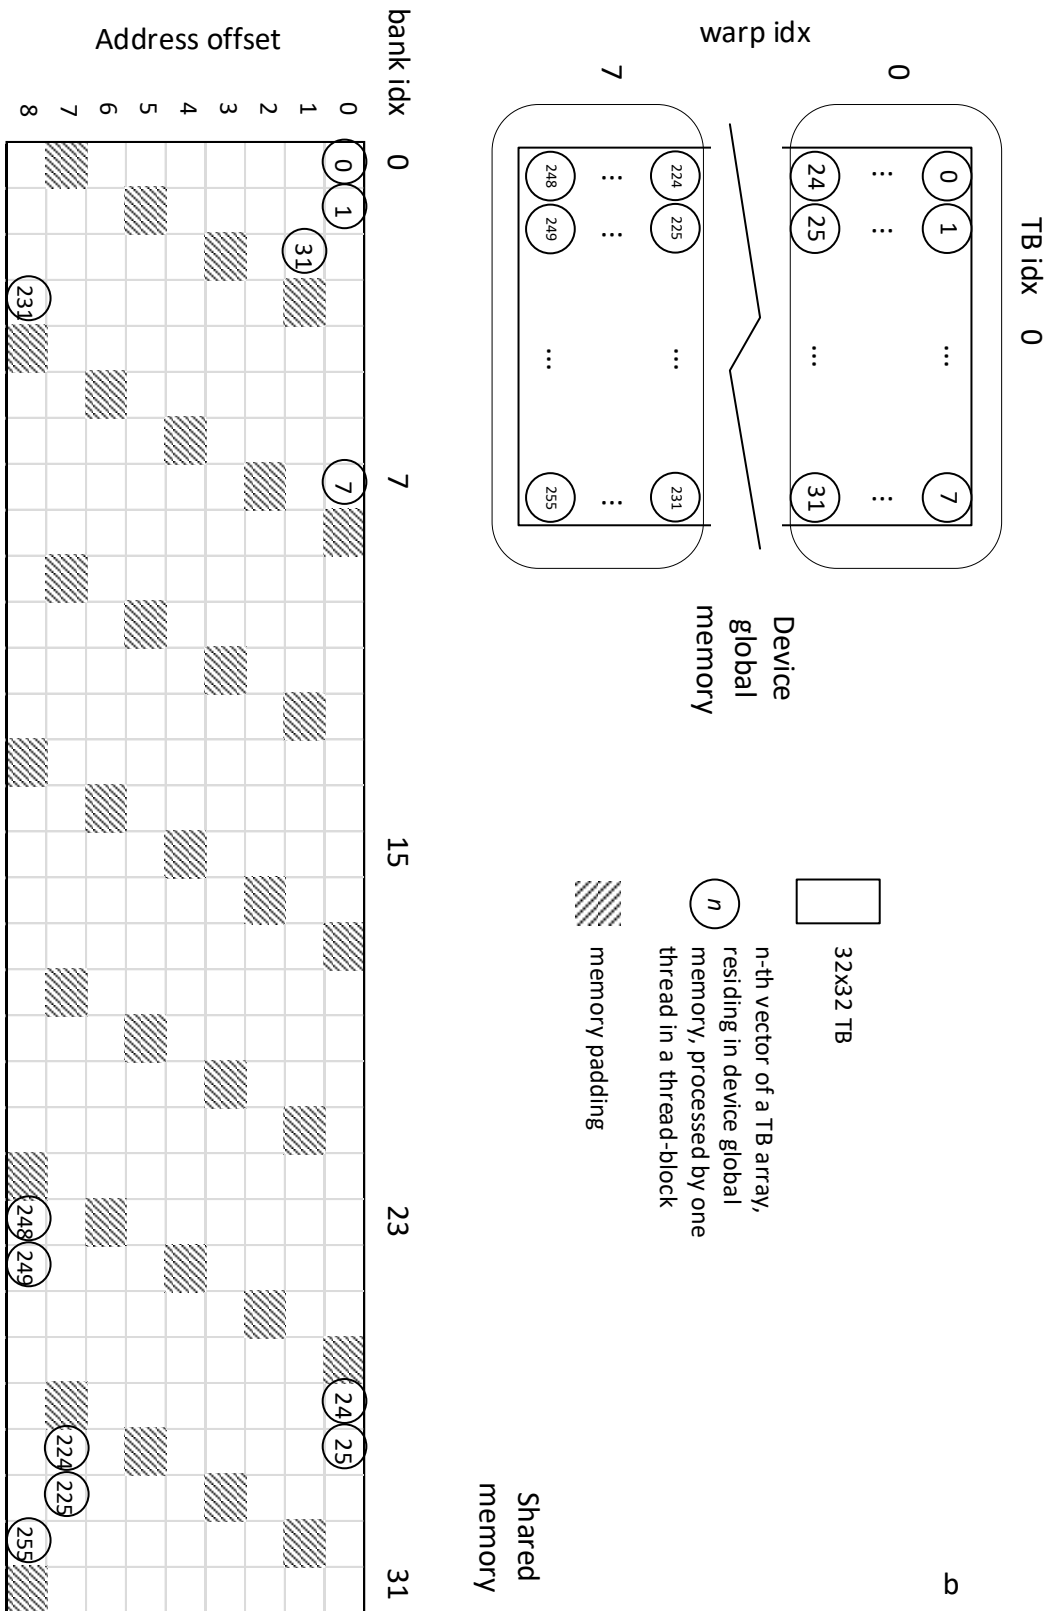 TB idx 0
b
0 1 ... 7
warp idx
0
... ...
24 25 ... 31
32x32 TB
Device
global
memory
n
n-th vector of a TB array,
residing in device global
memory, processed by one
thread in a thread-block
224 225 ... 231
7
... ...
248 249 ... 255
memory padding
Shared
memory
bank idx 0 7 15 23 31
Address offset
0 0 1 7 24 25
1 31
2
3
4
5
6
7 224 225
8 231 248 249 255